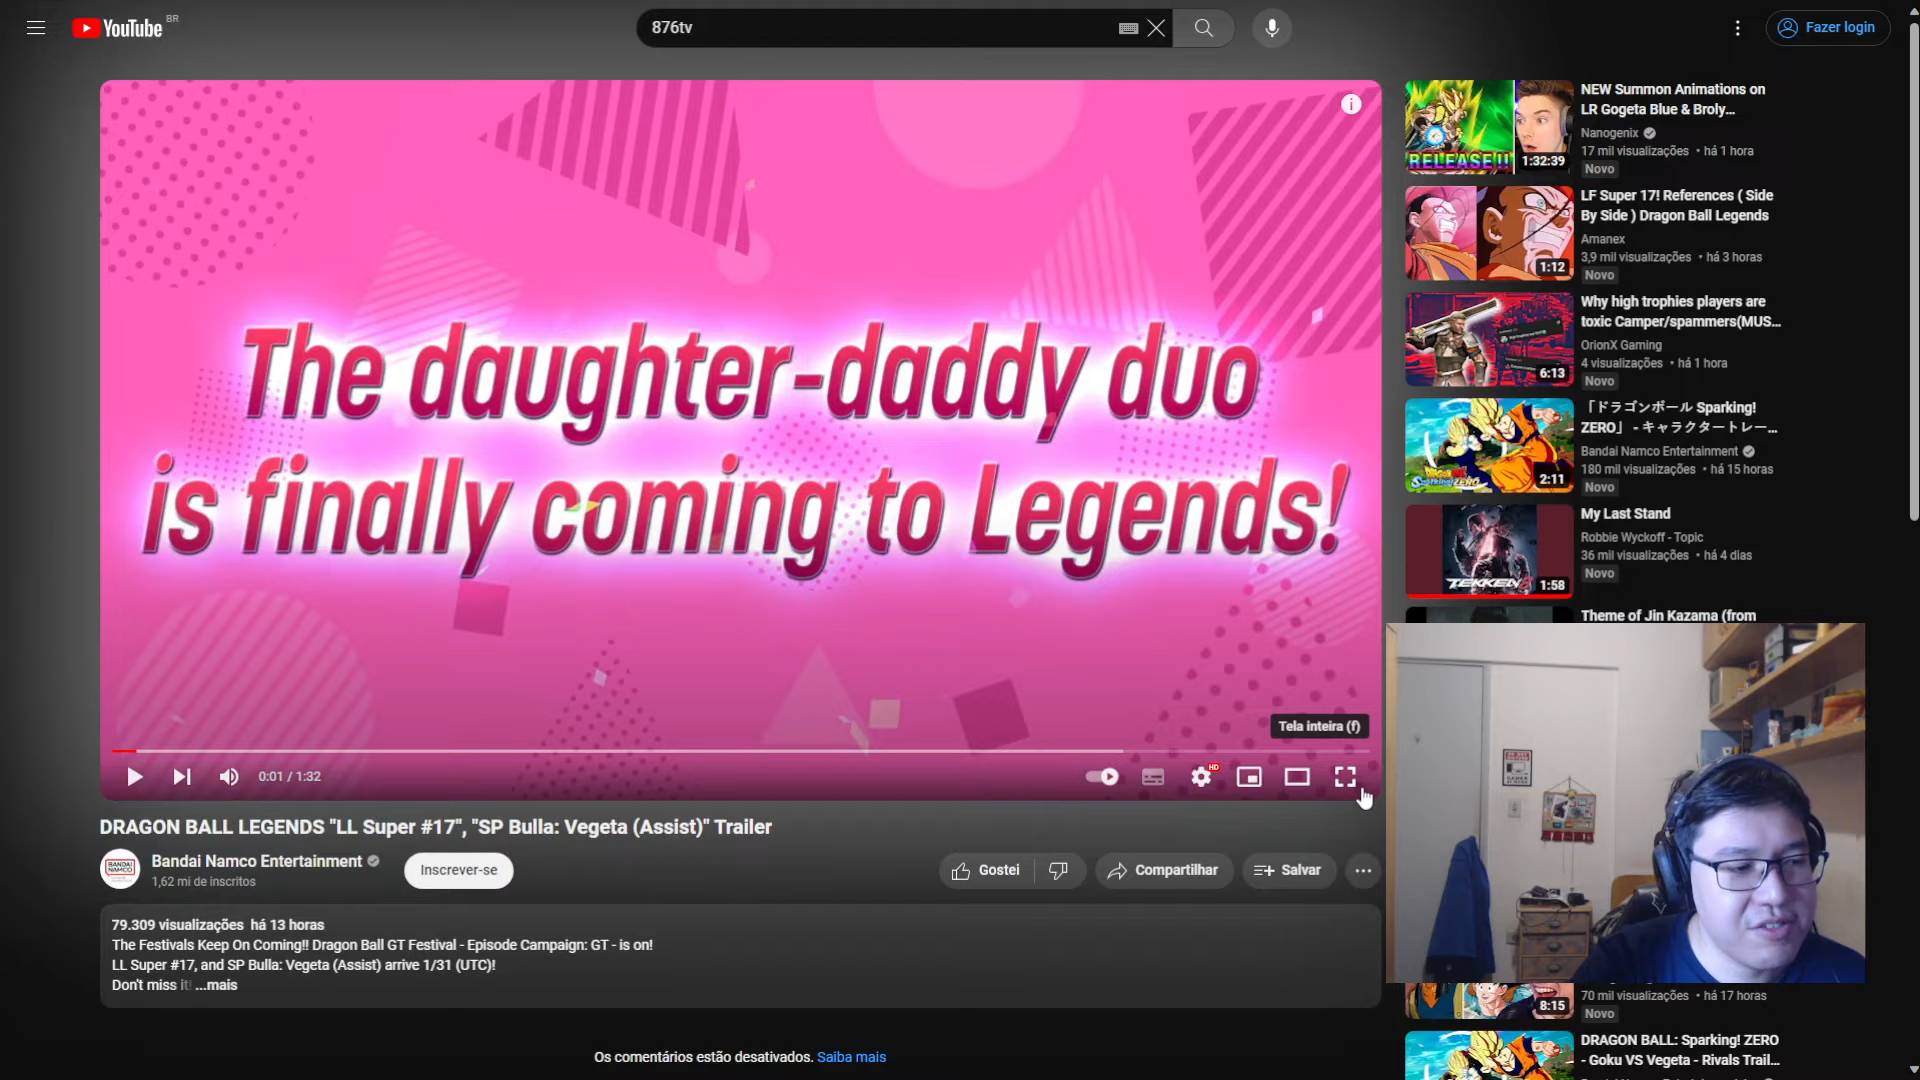 YouTube BR
876tv
Fazer login
The daughter-daddy duo
is finally coming to Legends!
Tela inteira (f)
0:01 / 1:32
HD
DRAGON BALL LEGENDS "LL Super #17", "SP Bulla: Vegeta (Assist)" Trailer
BANDAI
NAMCO
Bandai Namco Entertainment
1,62 mi de inscritos
Inscrever-se
Gostei
Compartilhar
Salvar
79.309 visualizações há 13 horas
The Festivals Keep On Coming!! Dragon Ball GT Festival - Episode Campaign: GT - is on!
LL Super #17, and SP Bulla: Vegeta (Assist) arrive 1/31 (UTC)!
Don't miss it! ...mais
Os comentários estão desativados. Saiba mais
RELEASE!!
1:32:39
NEW Summon Animations on
LR Gogeta Blue & Broly...
Nanogenix
17 mil visualizações • há 1 hora
Novo
1:12
LF Super 17! References ( Side
By Side ) Dragon Ball Legends
Amanex
3,9 mil visualizações • há 3 horas
Novo
6:13
Why high trophies players are
toxic Camper/spammers(MUS...
OrionX Gaming
4 visualizações • há 1 hora
Novo
2:11
「ドラゴンボール Sparking!
ZERO」 - キャラクタートレー...
Bandai Namco Entertainment
180 mil visualizações • há 15 horas
Novo
TEKKEN 8
1:58
My Last Stand
Robbie Wyckoff - Topic
36 mil visualizações • há 4 dias
Novo
Theme of Jin Kazama (from
8:15
70 mil visualizações • há 17 horas
Novo
DRAGON BALL: Sparking! ZERO
- Goku VS Vegeta - Rivals Trail...